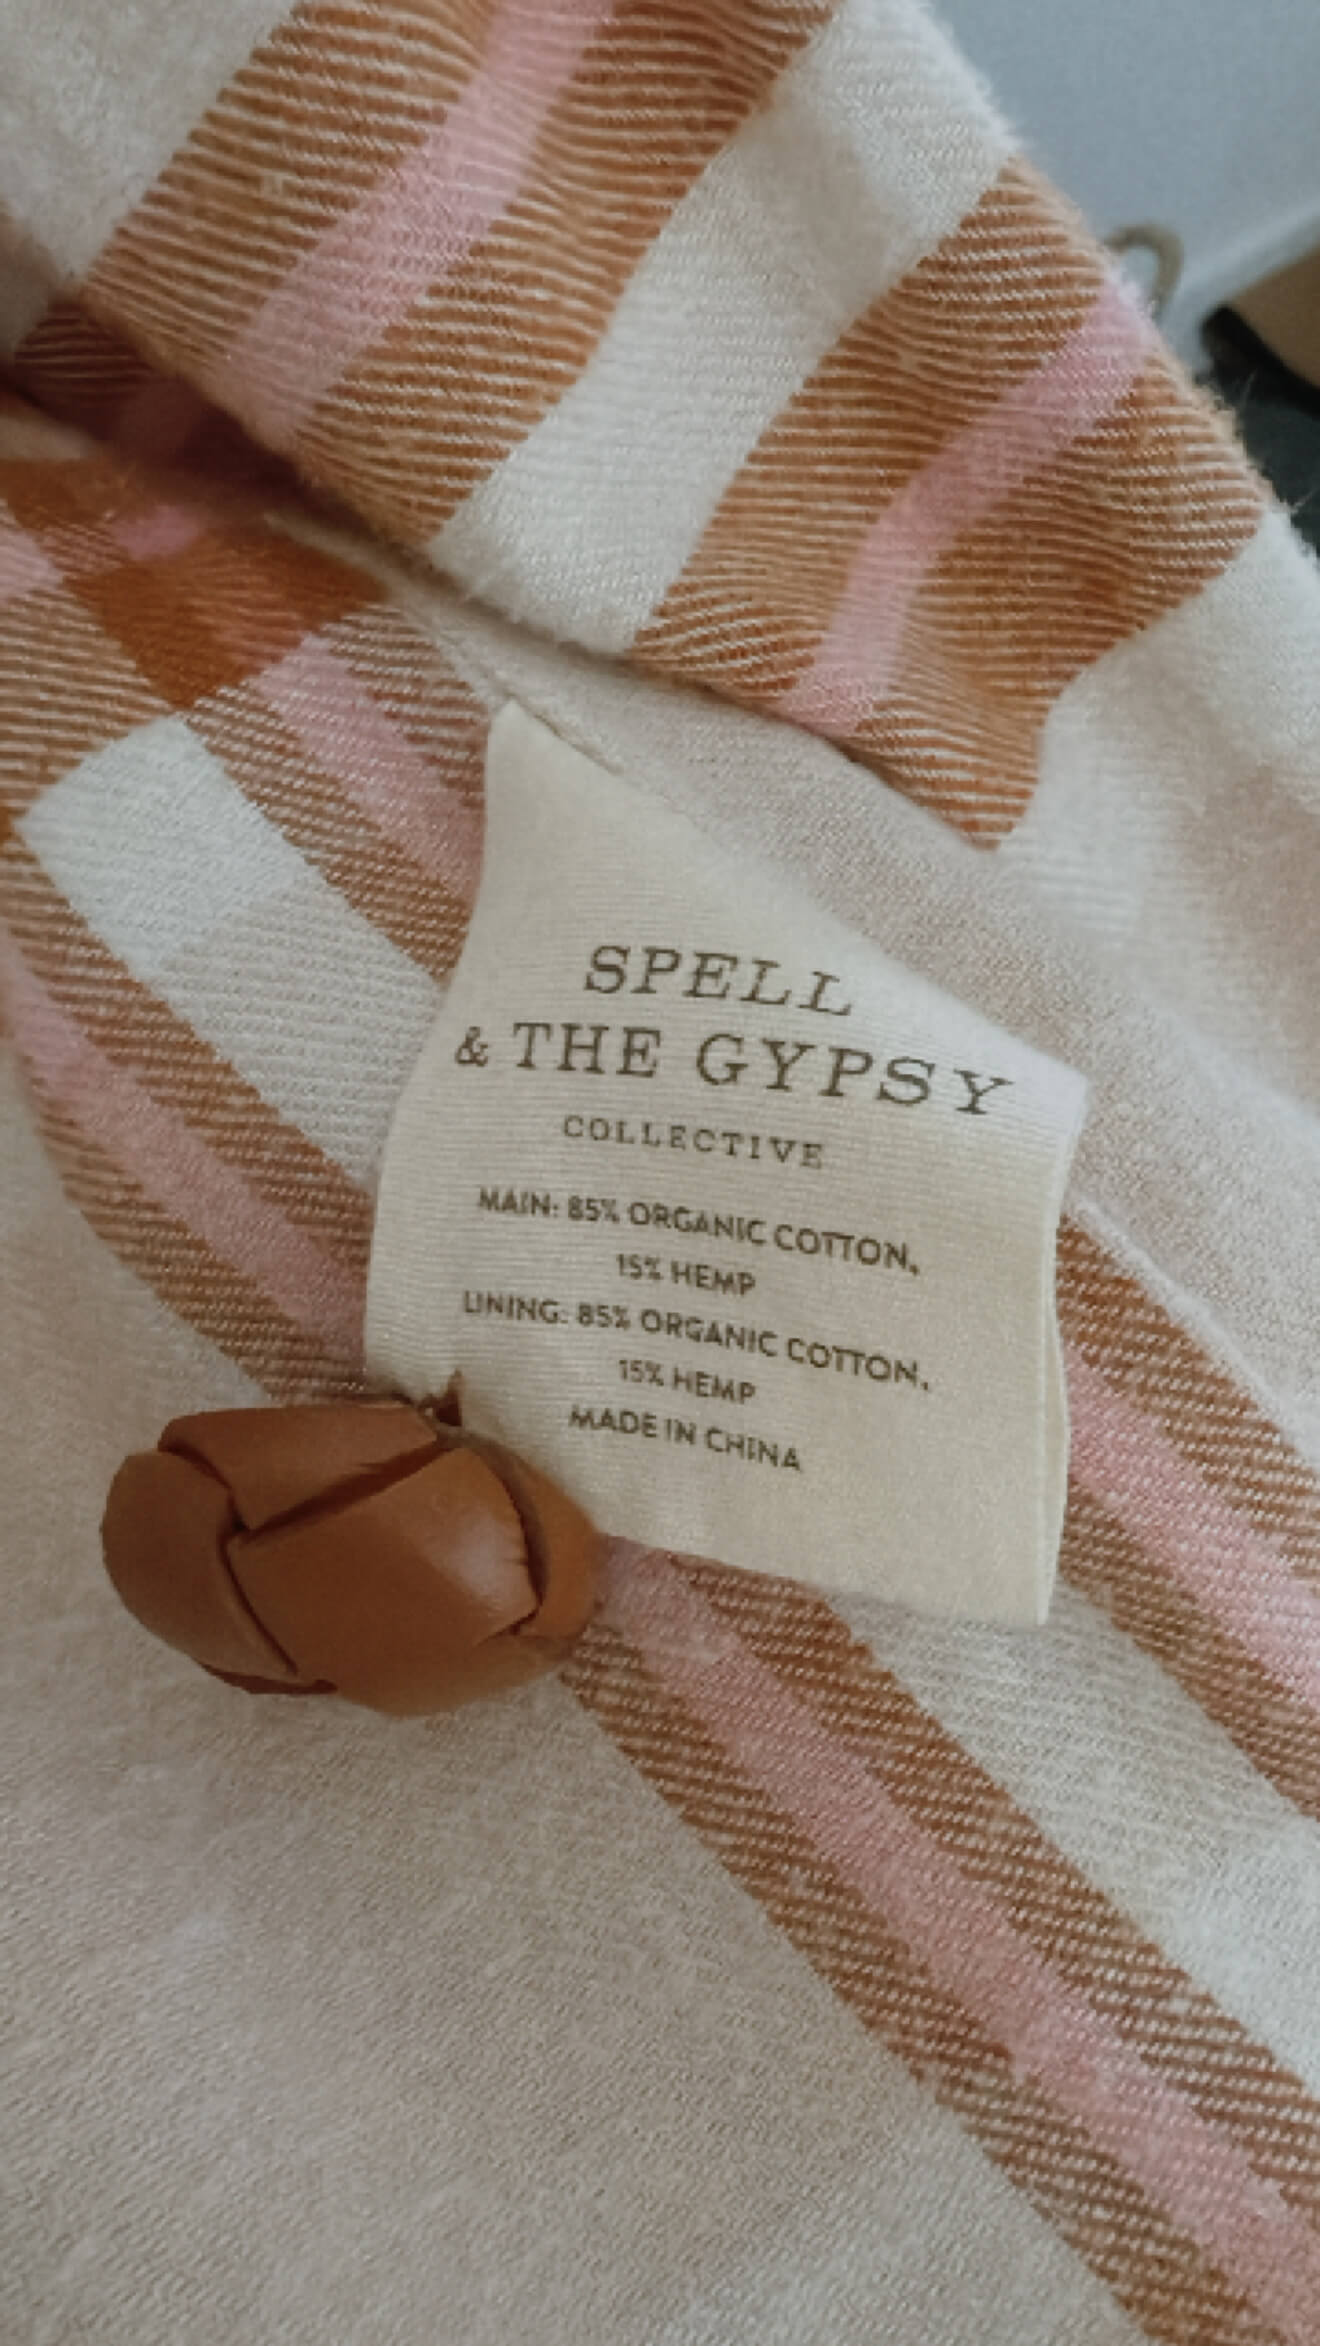 SPELL
& THE GYPSY
COLLECTIVE
MAIN: 85% ORGANIC COTTON,
15% HEMP
LINING: 85% ORGANIC COTTON,
15% HEMP
MADE IN CHINA